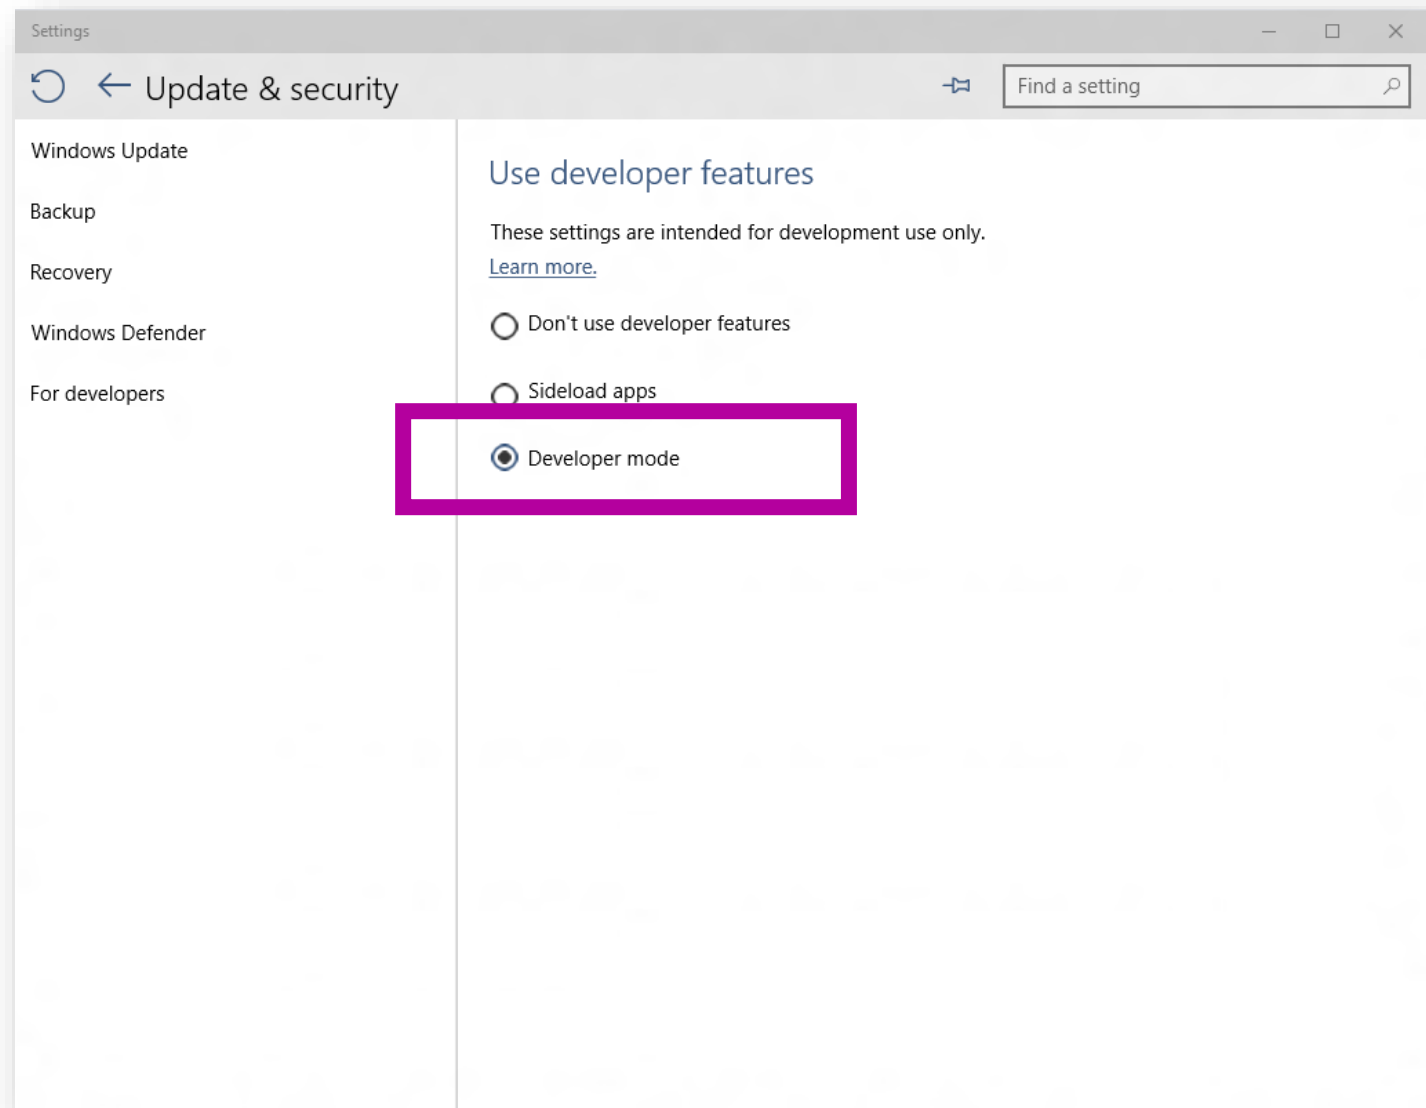 Settings
Update & security
Find a setting
Windows Update
Backup
Recovery
Windows Defender
For developers
Use developer features
These settings are intended for development use only.
Learn more.
Don't use developer features
Sideload apps
Developer mode